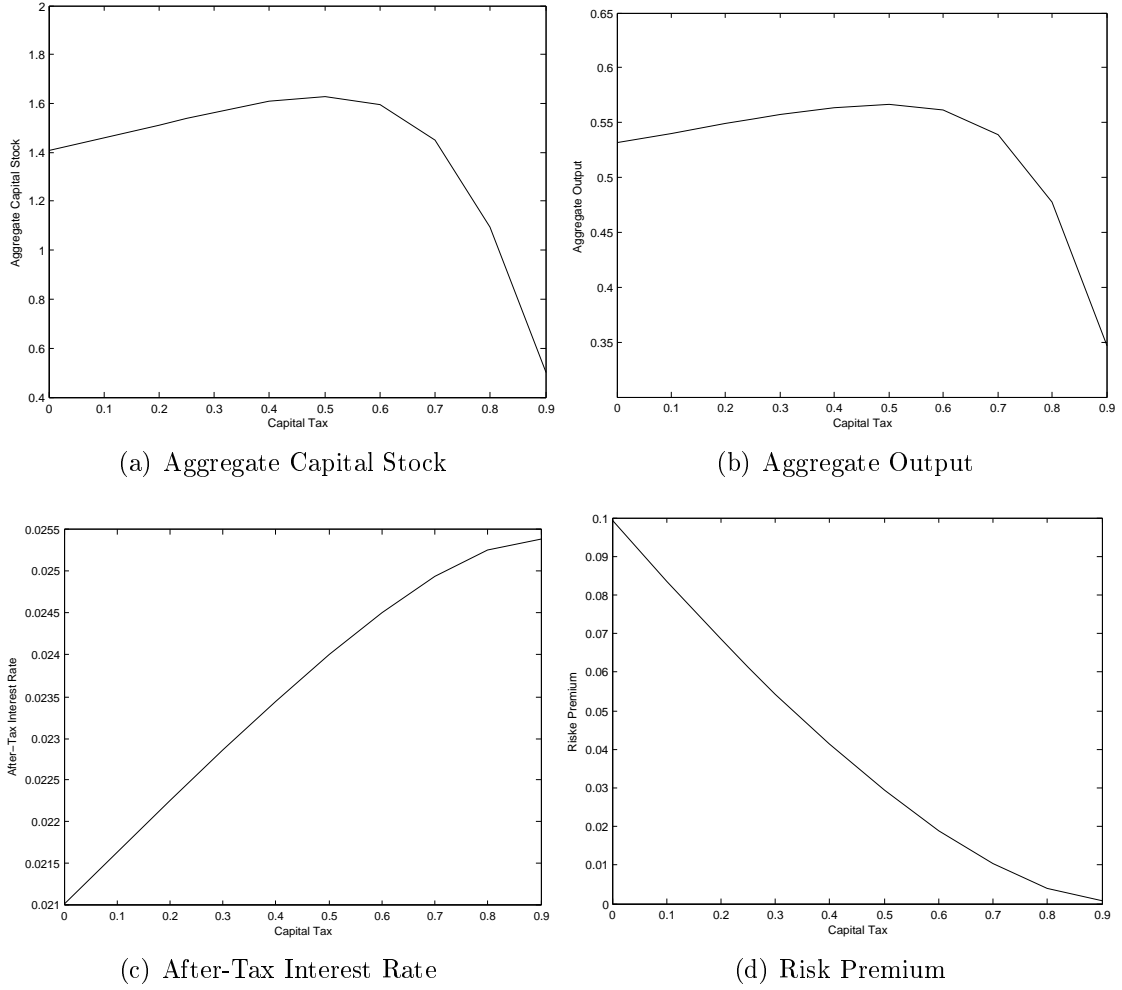 2
1.8
1.6
1.4
1.2
1
0.8
0.6
0.4
Aggregate Capital Stock
0 0.1 0.2 0.3 0.4 0.5 0.6 0.7 0.8 0.9
Capital Tax
(a) Aggregate Capital Stock
0.65
0.6
0.55
0.5
0.45
0.4
0.35
Aggregate Output
0 0.1 0.2 0.3 0.4 0.5 0.6 0.7 0.8 0.9
Capital Tax
(b) Aggregate Output
0.0255
0.025
0.0245
0.024
0.0235
0.023
0.0225
0.022
0.0215
0.021
After−Tax Interest Rate
0 0.1 0.2 0.3 0.4 0.5 0.6 0.7 0.8 0.9
Capital Tax
(c) After-Tax Interest Rate
0.1
0.09
0.08
0.07
0.06
0.05
0.04
0.03
0.02
0.01
0
Riske Premium
0 0.1 0.2 0.3 0.4 0.5 0.6 0.7 0.8 0.9
Capital Tax
(d) Risk Premium